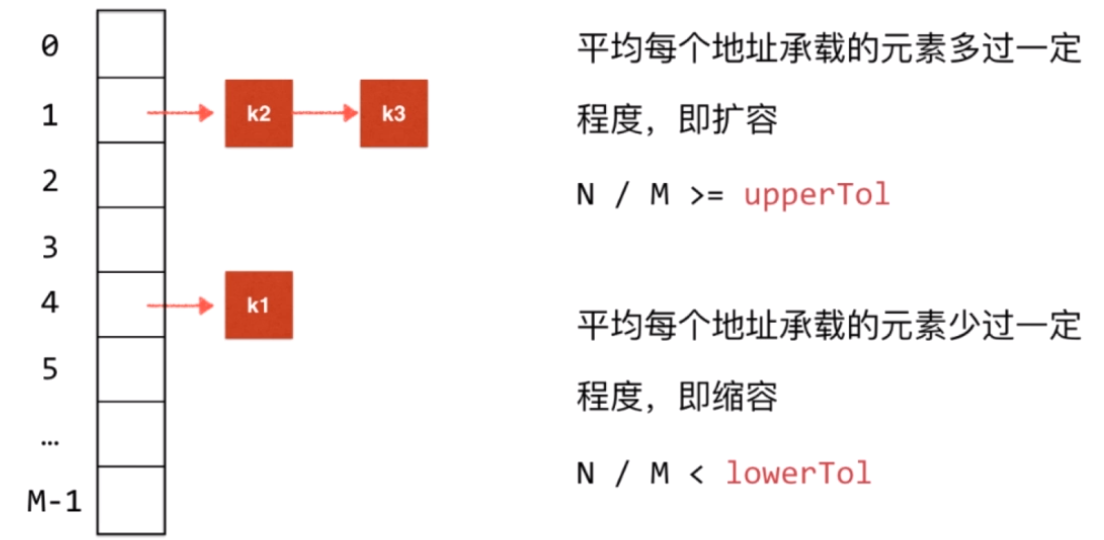 0
1
k2
k3
2
3
4
k1
5
…
M-1
平均每个地址承载的元素多过一定
程度，即扩容
N / M >= upperTol
平均每个地址承载的元素少过一定
程度，即缩容
N / M < lowerTol